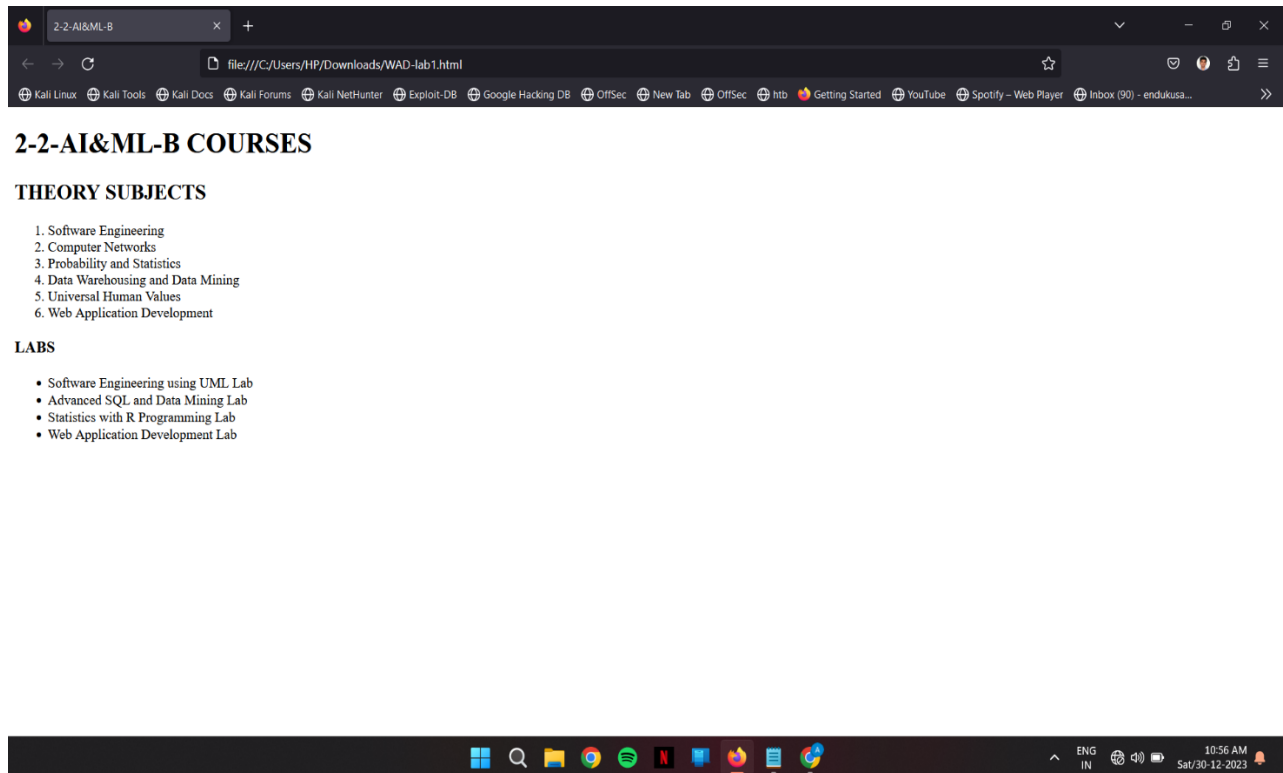 2-2-AI&ML-B
file:///C:/Users/HP/Downloads/WAD-lab1.html
Kali Linux Kali Tools Kali Docs Kali Forums Kali NetHunter Exploit-DB Google Hacking DB OffSec New Tab OffSec htb Getting Started YouTube Spotify – Web Player Inbox (90) - endukusa...
2-2-AI&ML-B COURSES
THEORY SUBJECTS
1. Software Engineering
2. Computer Networks
3. Probability and Statistics
4. Data Warehousing and Data Mining
5. Universal Human Values
6. Web Application Development
LABS
• Software Engineering using UML Lab
• Advanced SQL and Data Mining Lab
• Statistics with R Programming Lab
• Web Application Development Lab
N
A
ENG
IN
10:56 AM
Sat/30-12-2023